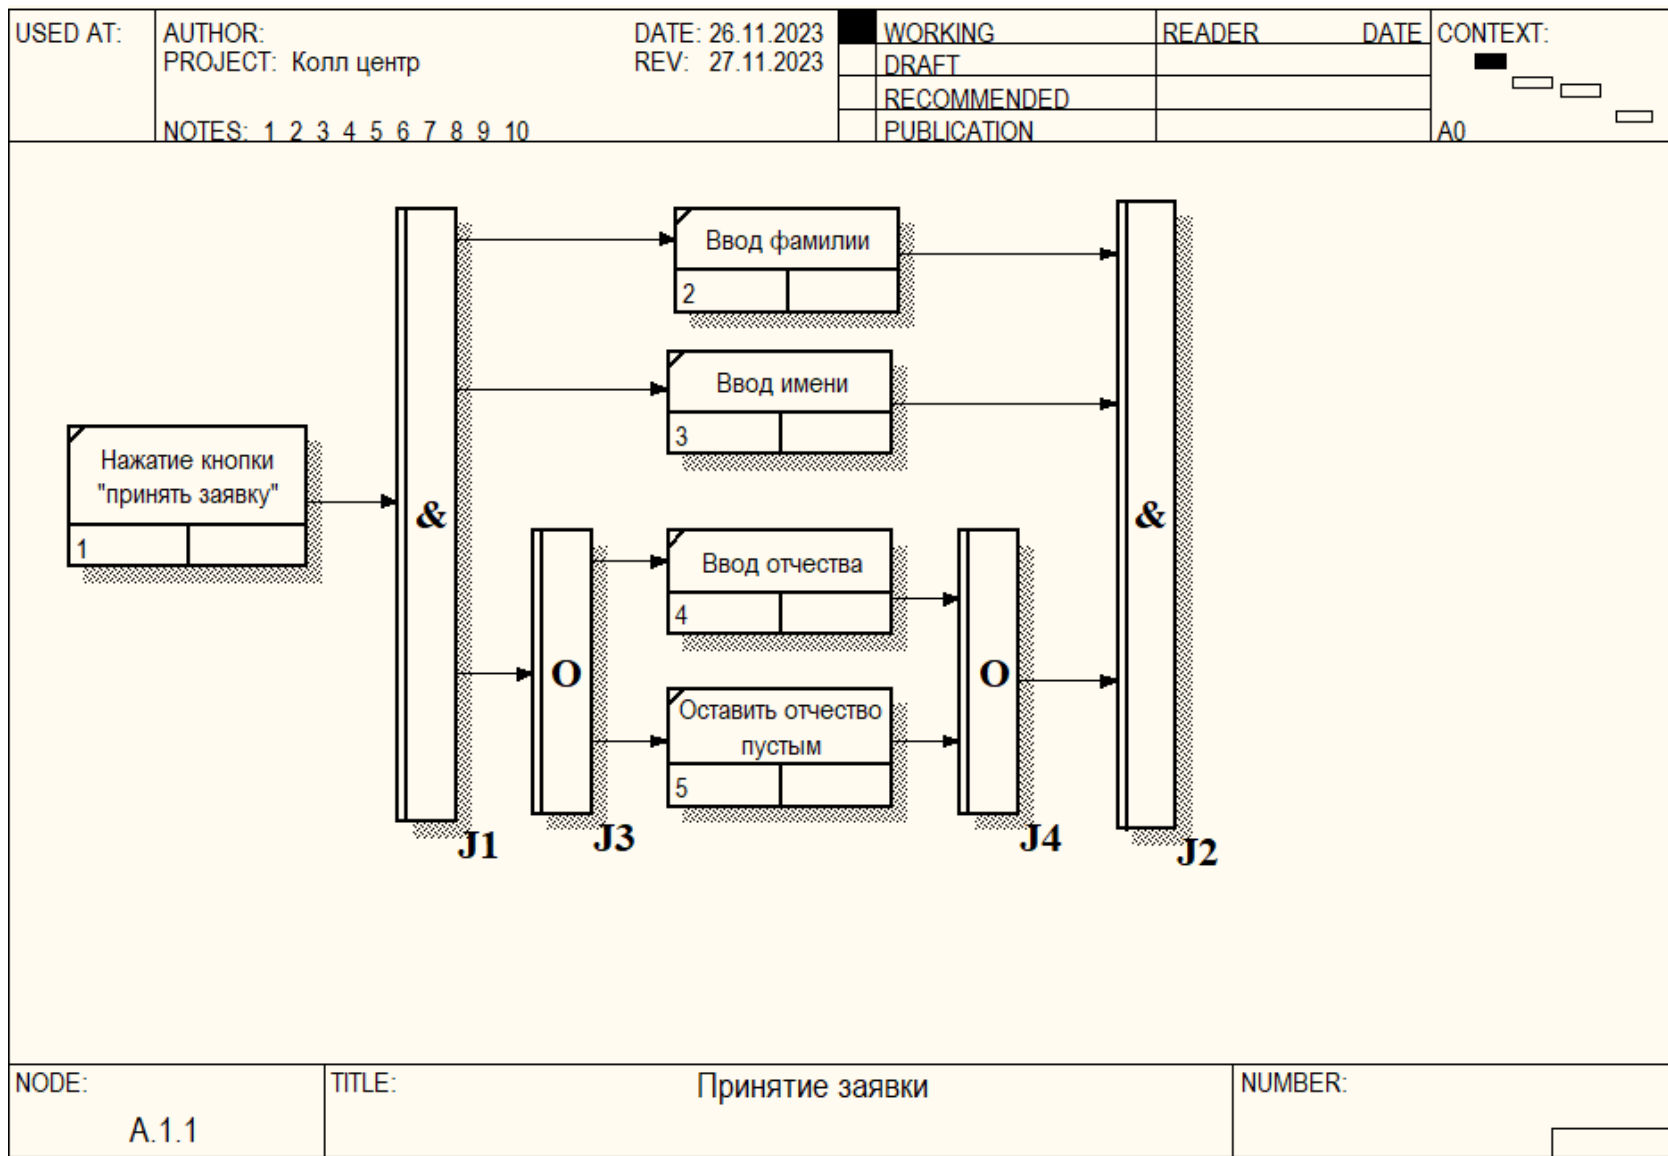 USED AT:
AUTHOR:
DATE: 26.11.2023
PROJECT: Колл центр
REV: 27.11.2023
NOTES: 1 2 3 4 5 6 7 8 9 10
WORKING
DRAFT
RECOMMENDED
PUBLICATION
READER DATE
CONTEXT:
A0
Ввод фамилии
2
Ввод имени
3
Нажатие кнопки
"принять заявку"
1
&
&
Ввод отчества
4
O
O
Оставить отчество
пустым
5
J1
J3
J4
J2
NODE:
A.1.1
TITLE:
Принятие заявки
NUMBER: